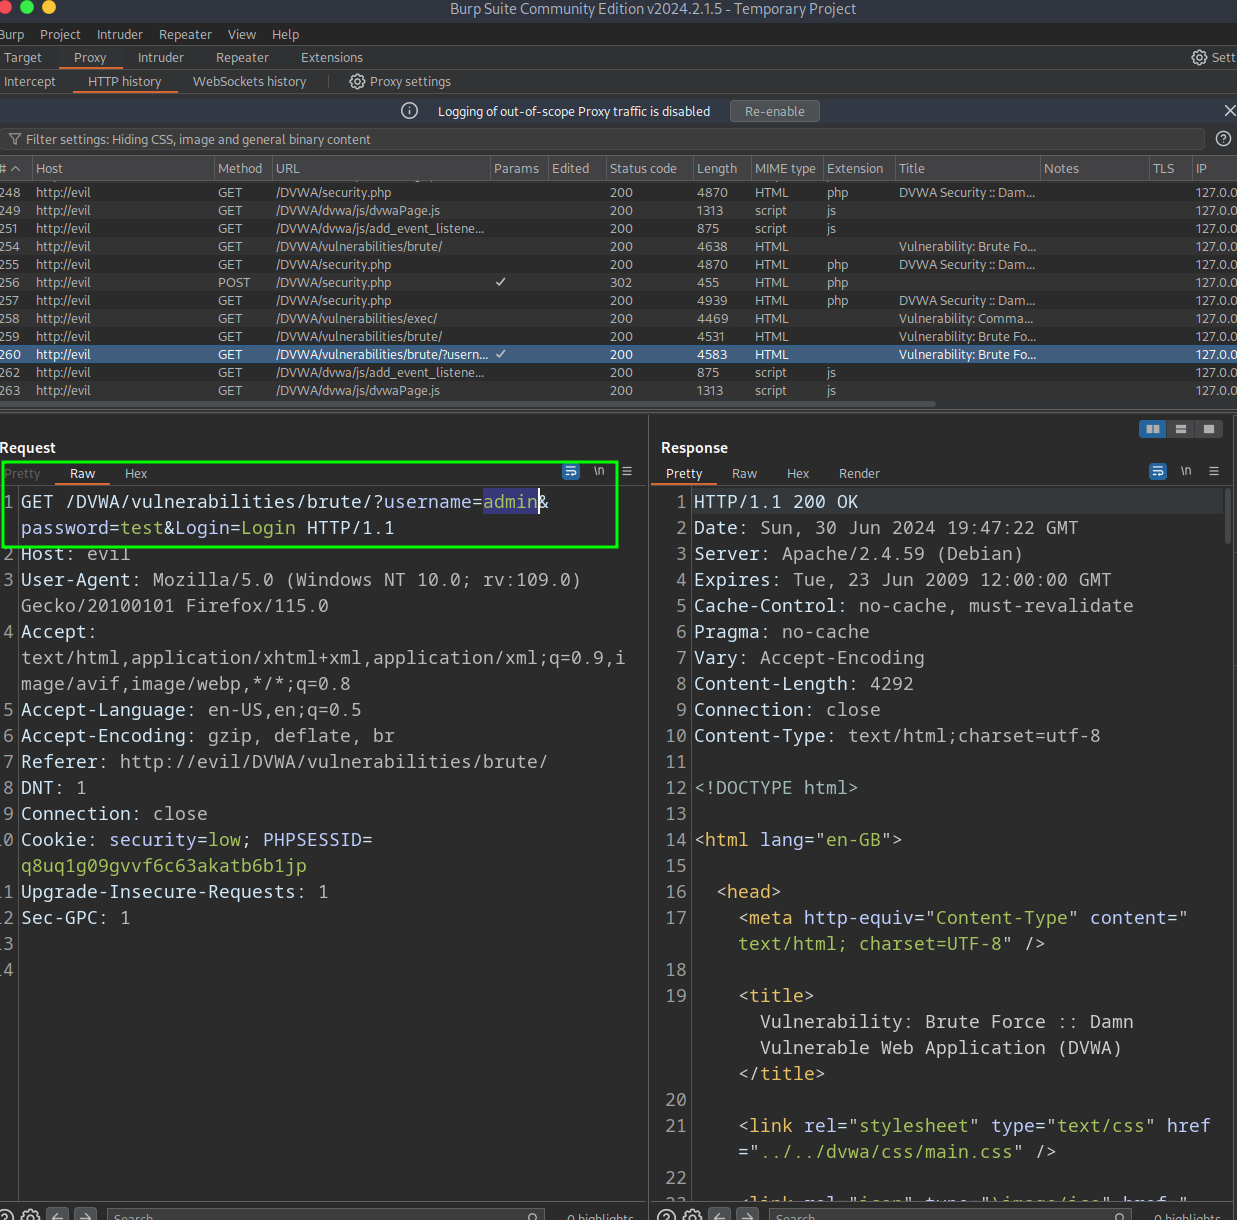 Burp Suite Community Edition v2024.2.1.5 - Temporary Project
Burp Project Intruder Repeater View Help
Target Proxy Intruder Repeater Extensions Sett
Intercept HTTP history WebSockets history Proxy settings
Logging of out-of-scope Proxy traffic is disabled Re-enable
Filter settings: Hiding CSS, image and general binary content
# Host Method URL Params Edited Status code Length MIME type Extension Title Notes TLS IP
248 http://evil GET /DVWA/security.php 200 4870 HTML php DVWA Security :: Dam... 127.0.0
249 http://evil GET /DVWA/dvwa/js/dvwaPage.js 200 1313 script js 127.0.0
251 http://evil GET /DVWA/dvwa/js/add_event_listene... 200 875 script js 127.0.0
254 http://evil GET /DVWA/vulnerabilities/brute/ 200 4638 HTML Vulnerability: Brute Fo... 127.0.0
255 http://evil GET /DVWA/security.php 200 4870 HTML php DVWA Security :: Dam... 127.0.0
256 http://evil POST /DVWA/security.php ✓ 302 455 HTML php 127.0.0
257 http://evil GET /DVWA/security.php 200 4939 HTML php DVWA Security :: Dam... 127.0.0
258 http://evil GET /DVWA/vulnerabilities/exec/ 200 4469 HTML Vulnerability: Comma... 127.0.0
259 http://evil GET /DVWA/vulnerabilities/brute/ 200 4531 HTML Vulnerability: Brute Fo... 127.0.0
260 http://evil GET /DVWA/vulnerabilities/brute/?usern... ✓ 200 4583 HTML Vulnerability: Brute Fo... 127.0.0
262 http://evil GET /DVWA/dvwa/js/add_event_listene... 200 875 script js 127.0.0
263 http://evil GET /DVWA/dvwa/js/dvwaPage.js 200 1313 script js 127.0.0
Request
Pretty Raw Hex \n
1 GET /DVWA/vulnerabilities/brute/?username=admin&
password=test&Login=Login HTTP/1.1
2 Host: evil
3 User-Agent: Mozilla/5.0 (Windows NT 10.0; rv:109.0)
Gecko/20100101 Firefox/115.0
4 Accept:
text/html,application/xhtml+xml,application/xml;q=0.9,i
mage/avif,image/webp,*/*;q=0.8
5 Accept-Language: en-US,en;q=0.5
6 Accept-Encoding: gzip, deflate, br
7 Referer: http://evil/DVWA/vulnerabilities/brute/
8 DNT: 1
9 Connection: close
0 Cookie: security=low; PHPSESSID=
q8uq1g09gvvf6c63akatb6b1jp
1 Upgrade-Insecure-Requests: 1
2 Sec-GPC: 1
3
4
Search 0 highlights
Response
Pretty Raw Hex Render \n
1 HTTP/1.1 200 OK
2 Date: Sun, 30 Jun 2024 19:47:22 GMT
3 Server: Apache/2.4.59 (Debian)
4 Expires: Tue, 23 Jun 2009 12:00:00 GMT
5 Cache-Control: no-cache, must-revalidate
6 Pragma: no-cache
7 Vary: Accept-Encoding
8 Content-Length: 4292
9 Connection: close
10 Content-Type: text/html;charset=utf-8
11
12 <!DOCTYPE html>
13
14 <html lang="en-GB">
15
16 <head>
17 <meta http-equiv="Content-Type" content="
text/html; charset=UTF-8" />
18
19 <title>
Vulnerability: Brute Force :: Damn
Vulnerable Web Application (DVWA)
</title>
20
21 <link rel="stylesheet" type="text/css" href
="../../dvwa/css/main.css" />
22
23 <link rel="icon" type="\image/ico" href="
Search 0 highlights